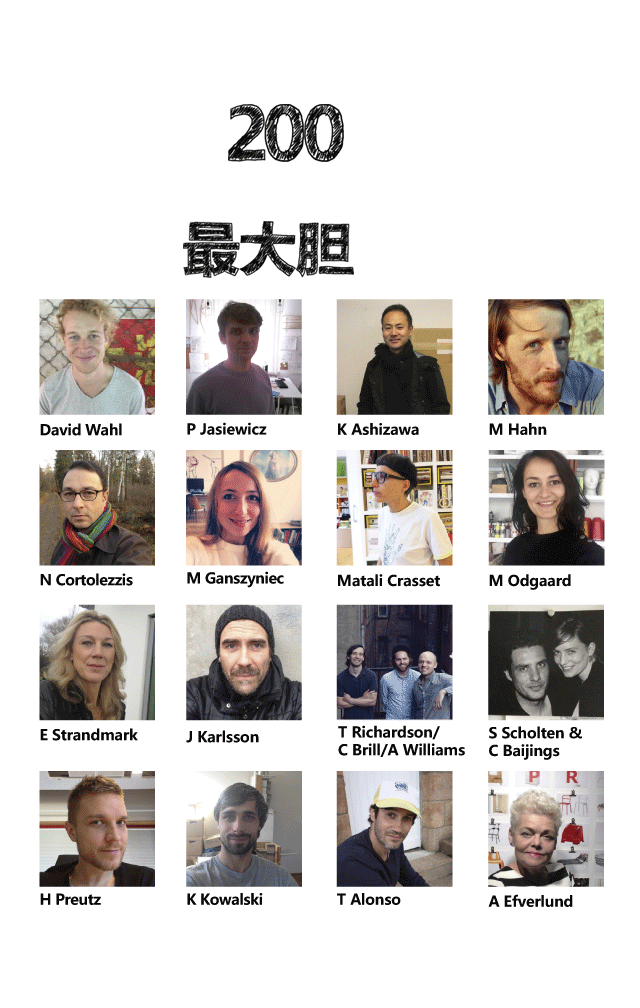 200
最大胆
David Wahl
P Jasiewicz
K Ashizawa
M Hahn
N Cortolezzis
M Ganszyniec
Matali Crasset
M Odgaard
E Strandmark
J Karlsson
T Richardson/
C Brill/A Williams
S Scholten &
C Baijings
H Preutz
K Kowalski
T Alonso
P R
A Efverlund